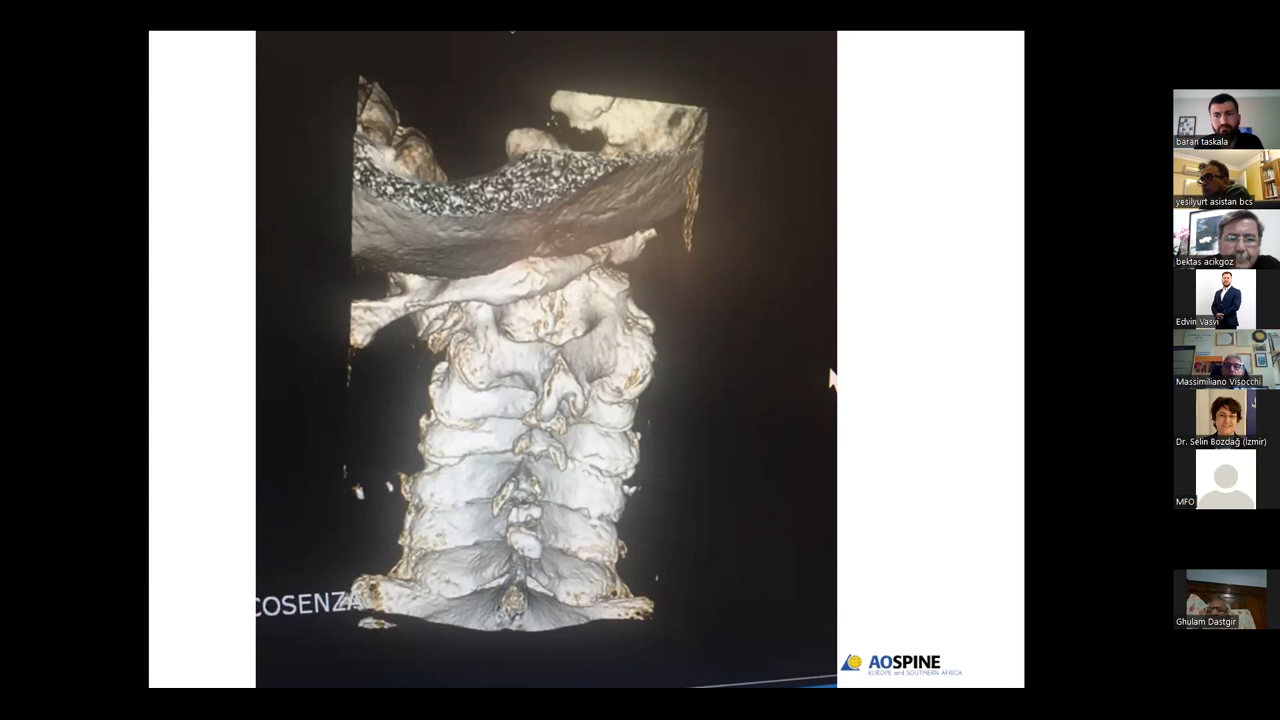 baran taskala
yesilyurt asistan bcs
bektas acikgoz
Edvin Vasvi
Massimiliano Visocchi
Dr. Selin Bozdağ (İzmir)
MFO
Ghulam Dastgir
COSENZA
AOSPINE
EUROPE and SOUTHERN AFRICA